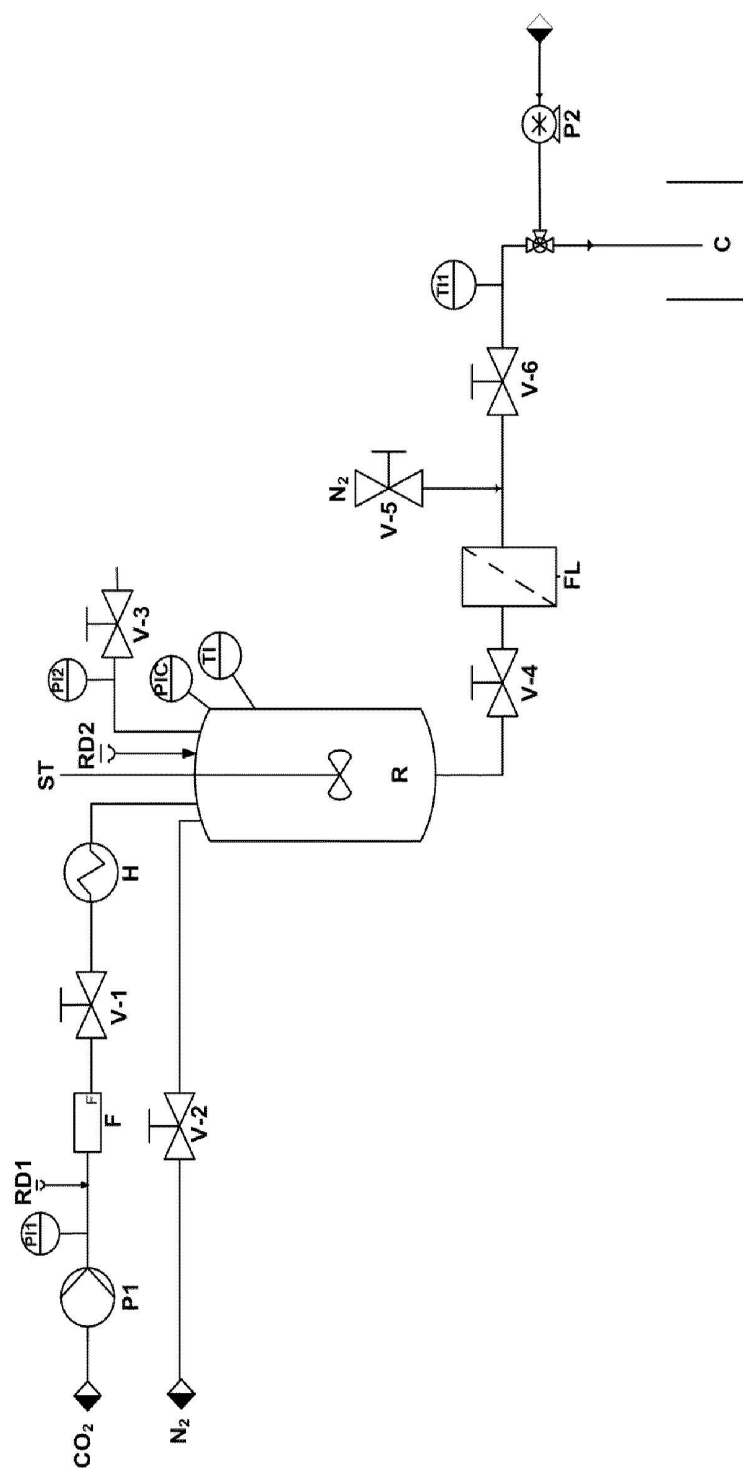 CO₂
P1
PI1
RD1
F
F
V-1
H
N₂
V-2
ST
RD2
PI2
V-3
PIC
TI
R
V-4
FL
N₂
V-5
V-6
TI1
P2
C